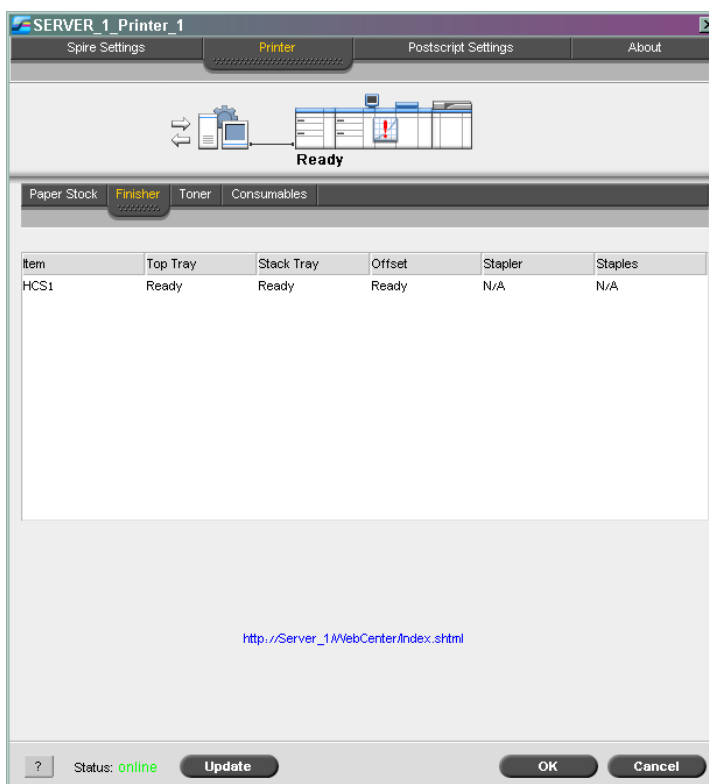 SERVER_1_Printer_1
Spire Settings Printer Postscript Settings About
Ready
Paper Stock Finisher Toner Consumables
Item Top Tray Stack Tray Offset Stapler Staples
HCS1 Ready Ready Ready N/A N/A
http://Server_1/WebCenter/Index.shtml
? Status: online Update OK Cancel